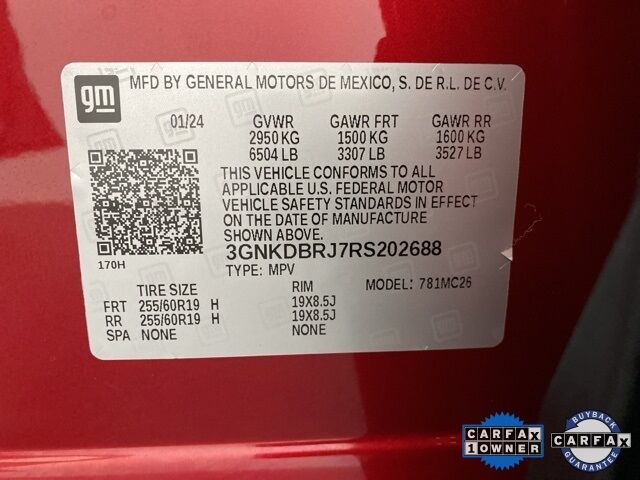 gm MFD BY GENERAL MOTORS DE MEXICO, S. DE R.L. DE C.V.
01/24 GVWR GAWR FRT GAWR RR
2950 KG 1500 KG 1600 KG
6504 LB 3307 LB 3527 LB
THIS VEHICLE CONFORMS TO ALL
APPLICABLE U.S. FEDERAL MOTOR
VEHICLE SAFETY STANDARDS IN EFFECT
ON THE DATE OF MANUFACTURE
SHOWN ABOVE.
170H
3GNKDBRJ7RS202688
TYPE: MPV MODEL: 781MC26
TIRE SIZE RIM
FRT 255/60R19 H 19X8.5J
RR 255/60R19 H 19X8.5J
SPA NONE NONE
CARFAX
1 OWNER
BUYBACK
CARFAX
GUARANTEE